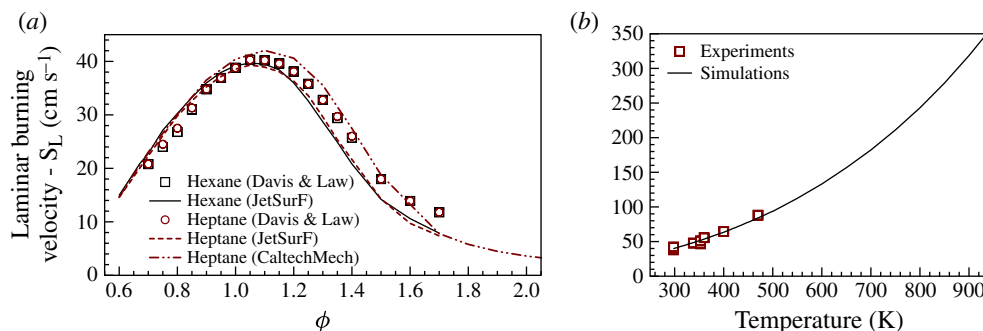 (a)
40
30
20
10
0
Laminar burning
velocity - S_L (cm s⁻¹)
Hexane (Davis & Law)
Hexane (JetSurF)
Heptane (Davis & Law)
Heptane (JetSurF)
Heptane (CaltechMech)
0.6 0.8 1.0 1.2 1.4 1.6 1.8 2.0
ϕ
(b)
350
300
250
200
150
100
50
0
Experiments
Simulations
300 400 500 600 700 800 900
Temperature (K)